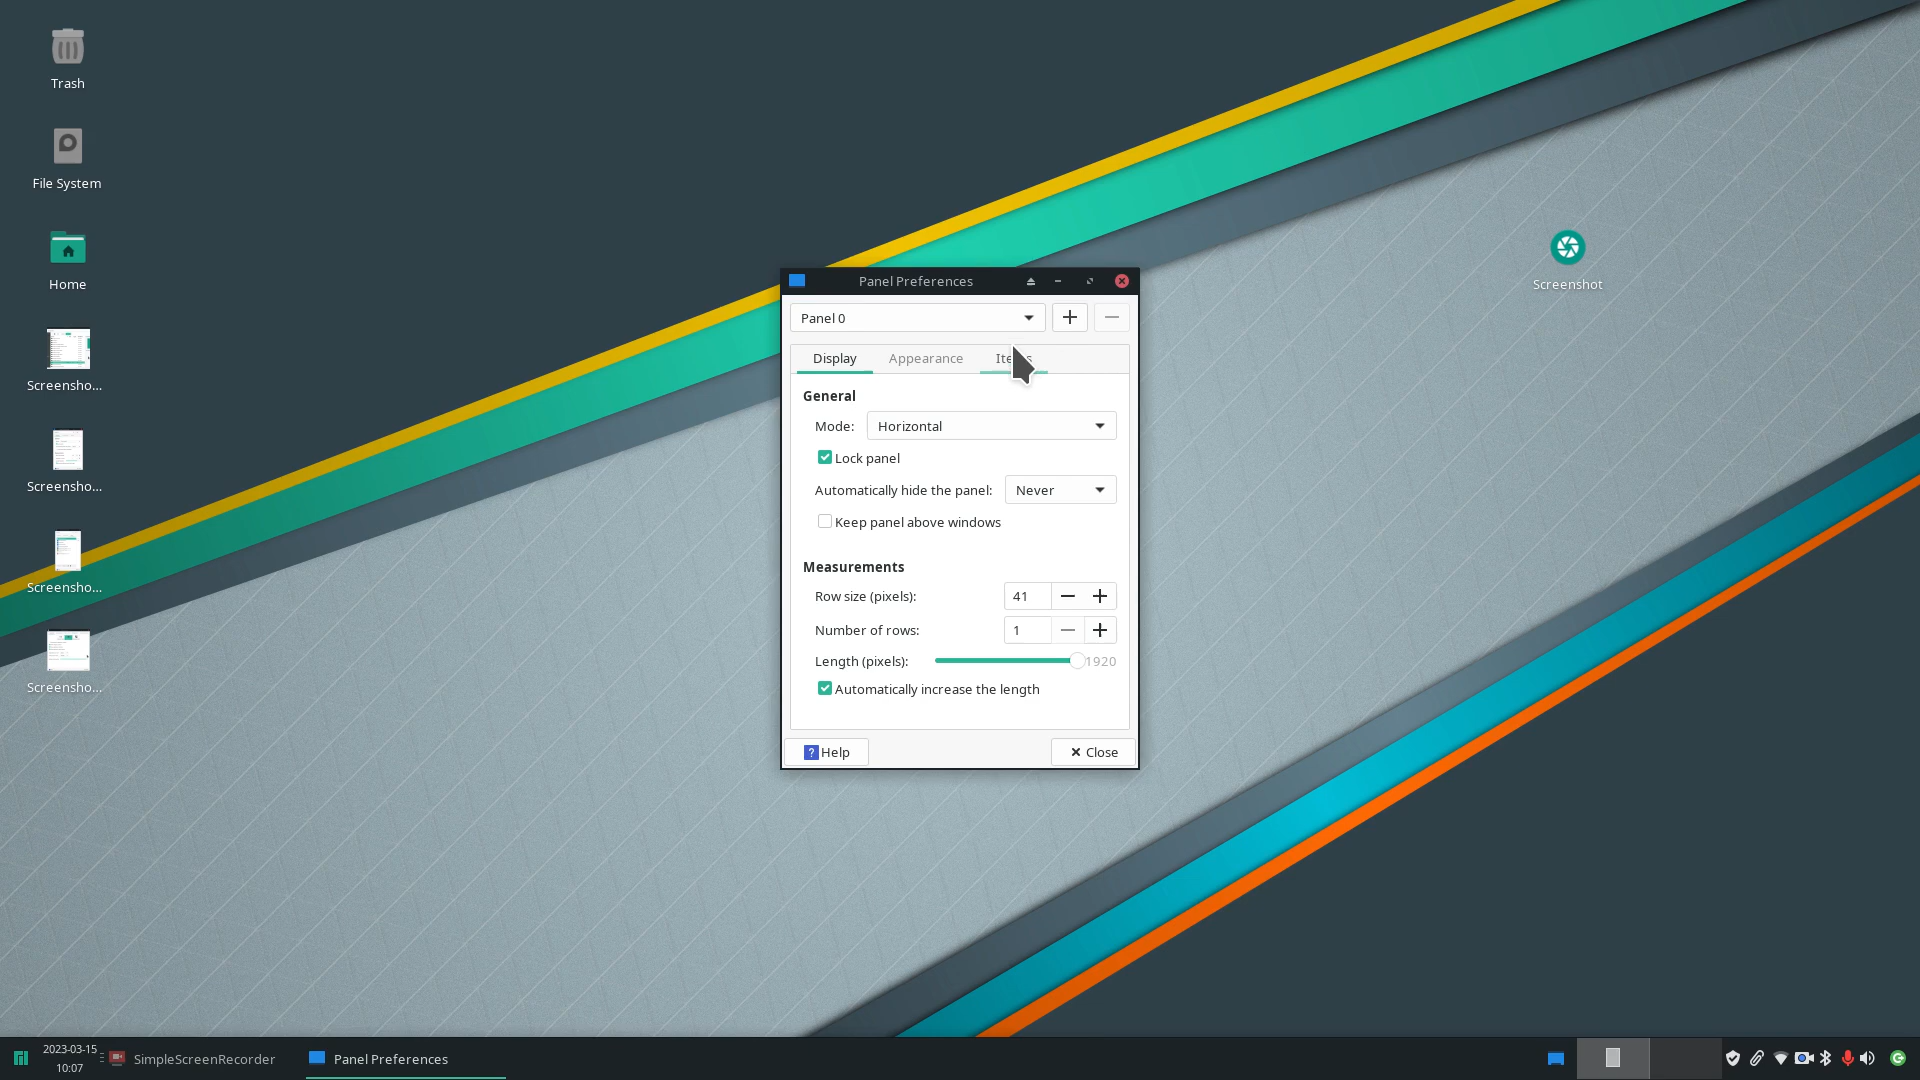 Trash
File System
Home
Screensho...
Screensho...
Screensho...
Screensho...
Screenshot
Panel Preferences
Panel 0
Display Appearance
General
Mode: Horizontal
Lock panel
Automatically hide the panel: Never
Keep panel above windows
Measurements
Row size (pixels): 41
Number of rows: 1
Length (pixels): 1920
Automatically increase the length
? Help
Close
2023-03-15
10:07
SimpleScreenRecorder
Panel Preferences